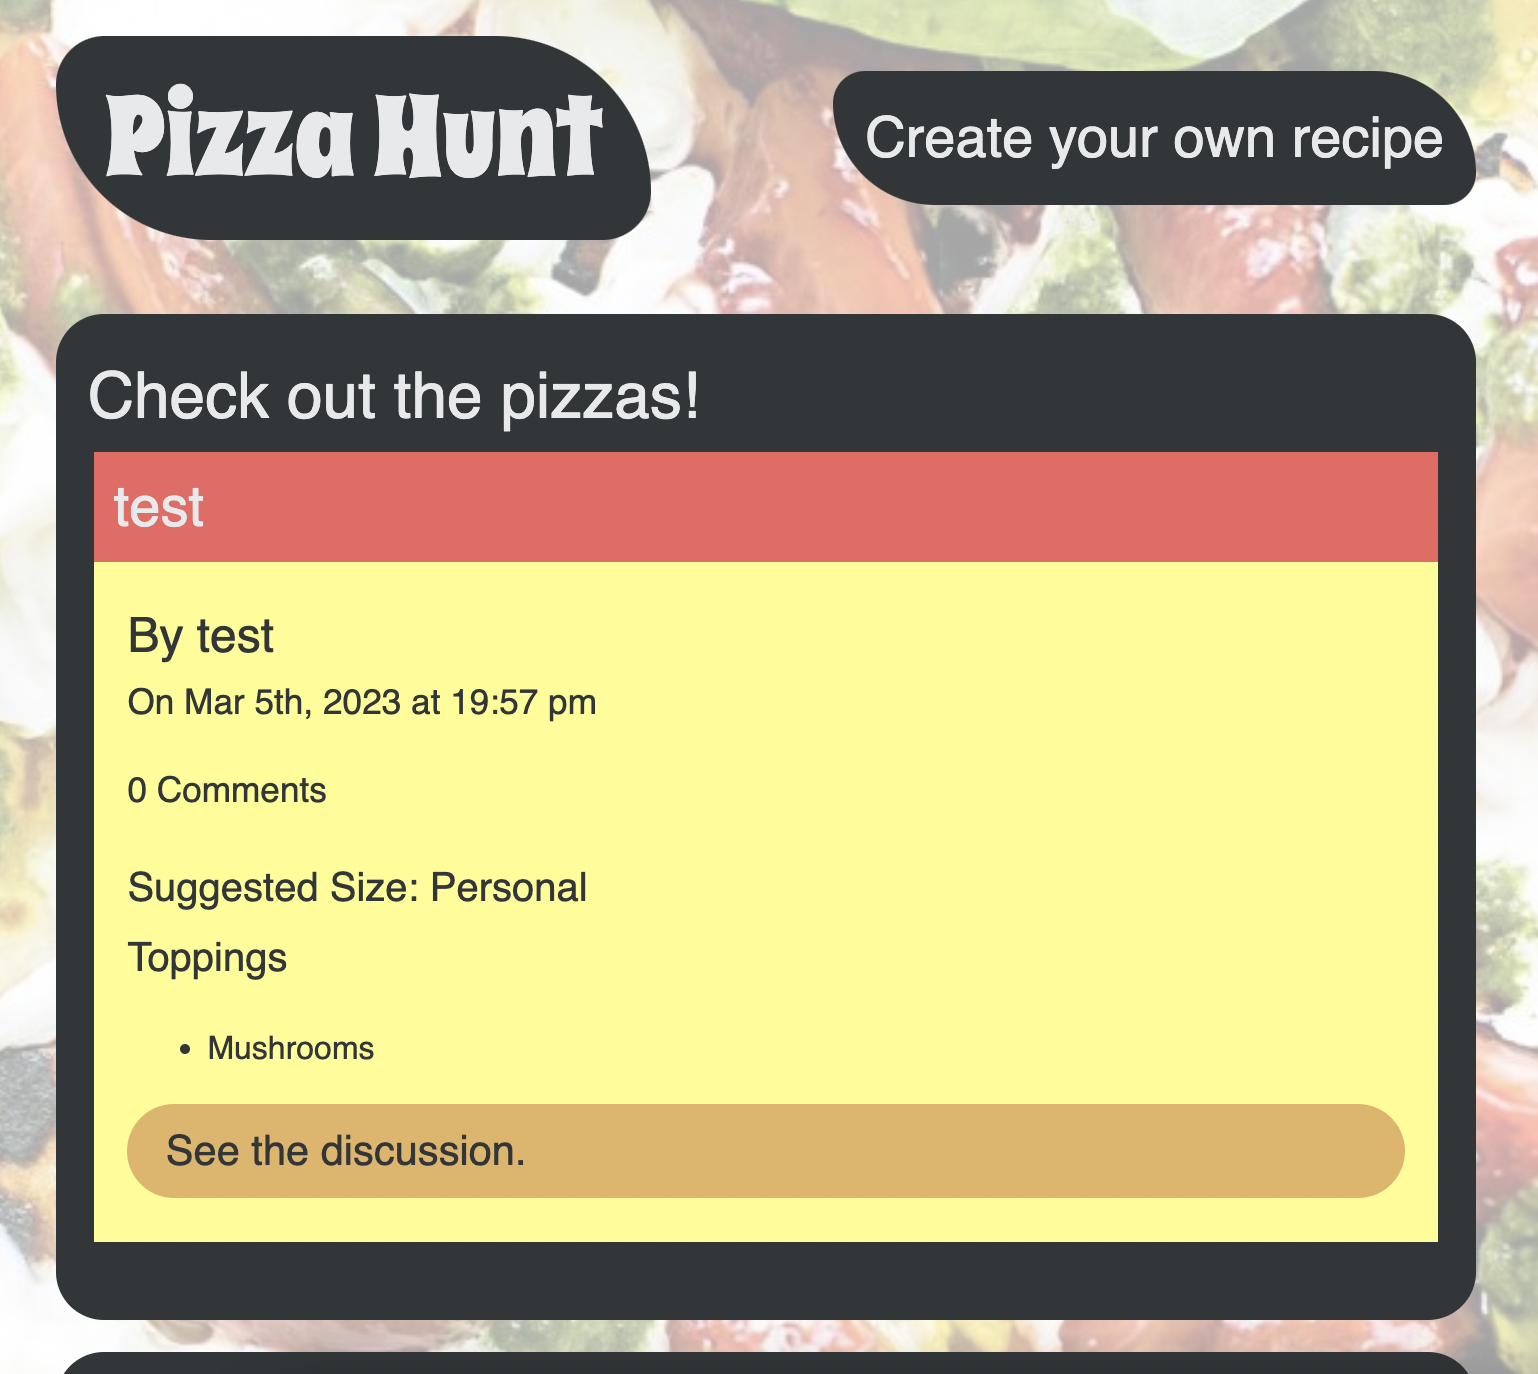 Pizza Hunt
Create your own recipe
Check out the pizzas!
test
By test
On Mar 5th, 2023 at 19:57 pm
0 Comments
Suggested Size: Personal
Toppings
• Mushrooms
See the discussion.